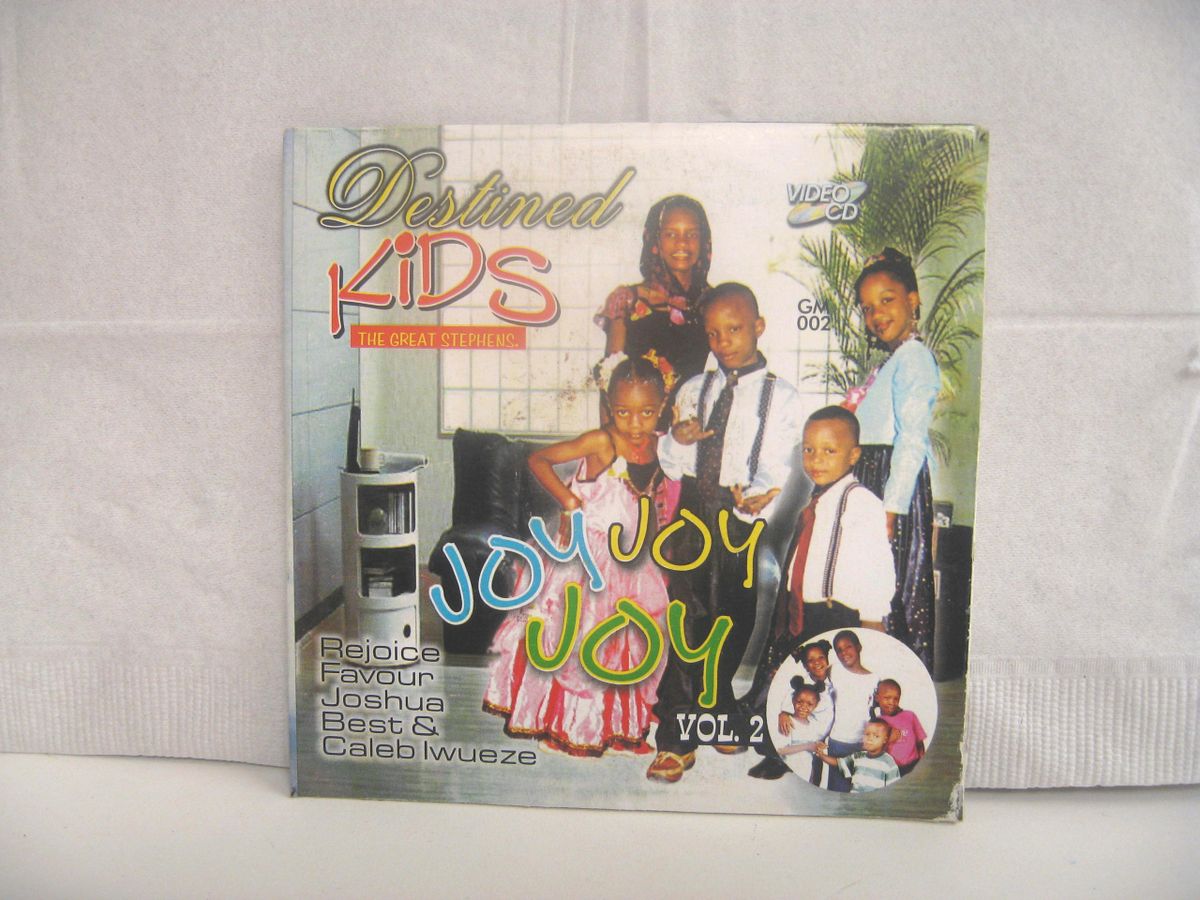 Destined
KiDS
THE GREAT STEPHENS.
VIDEO
CD
GM
002
JOY JOY
JOY
VOL. 2
Rejoice
Favour
Joshua
Best &
Caleb Iwueze